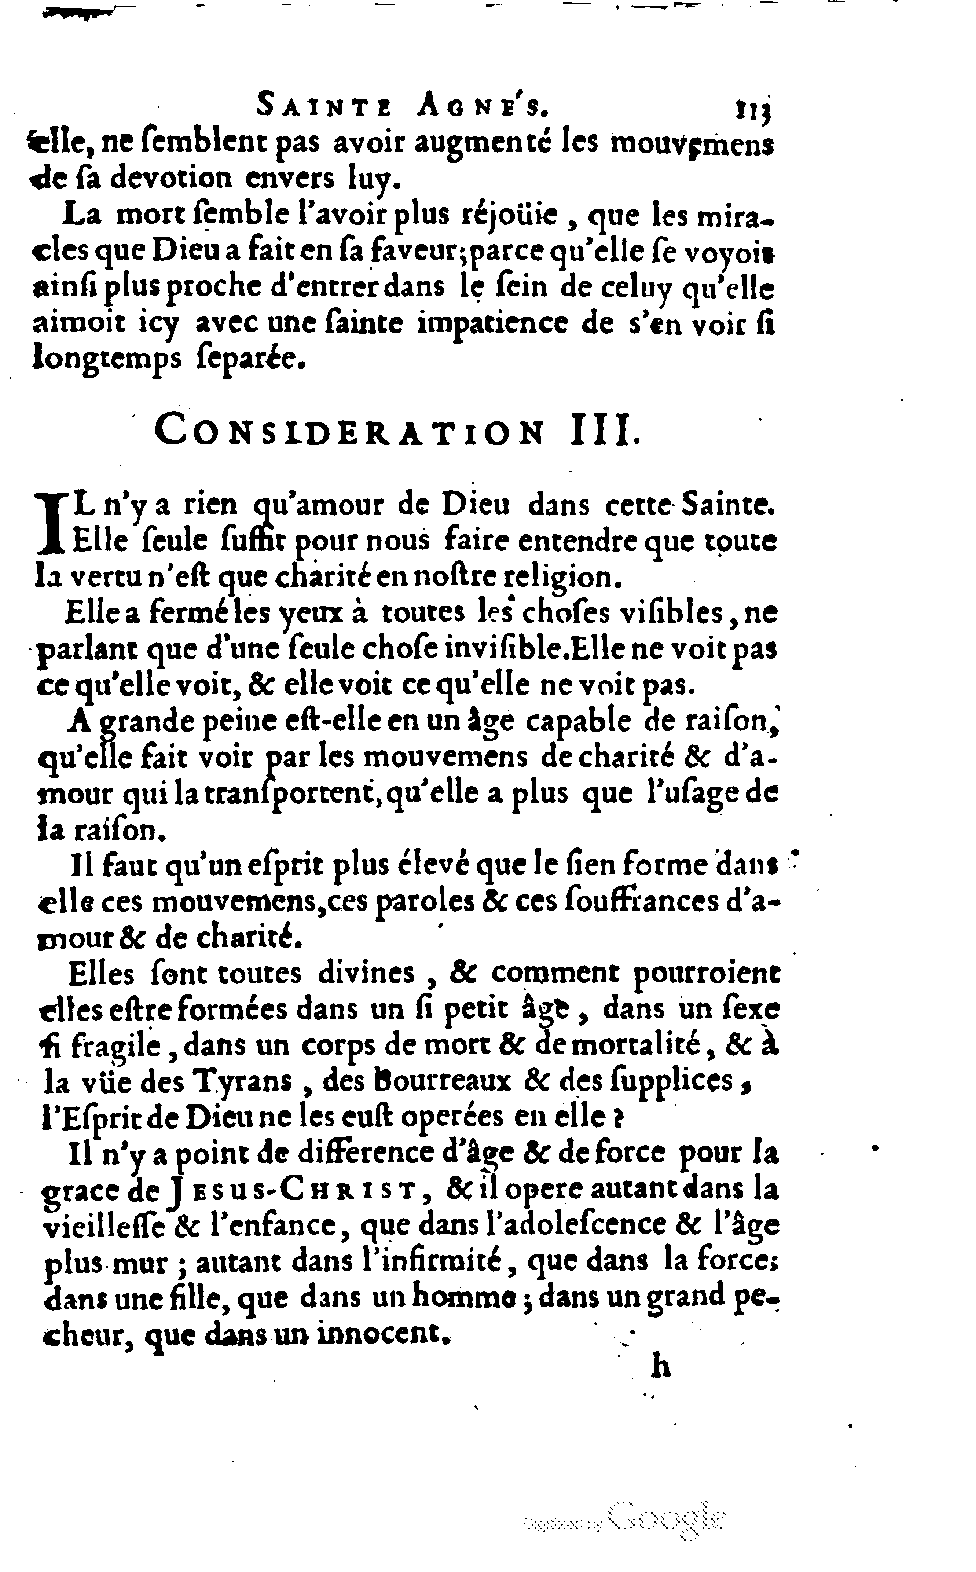 SAINTE AGNE'S. 113
elle, ne ſemblent pas avoir augmenté les mouvemens
de ſa devotion envers luy.
La mort ſemble l'avoir plus réjoüie, que les mira-
cles que Dieu a fait en ſa faveur; parce qu'elle ſe voyoit
ainſi plus proche d'entrer dans le ſein de celuy qu'elle
aimoit icy avec une ſainte impatience de s'en voir ſi
longtemps ſeparée.
CONSIDERATION III.
IL n'y a rien qu'amour de Dieu dans cette Sainte.
Elle ſeule ſuffit pour nous faire entendre que toute
la vertu n'eſt que charité en noſtre religion.
Elle a fermé les yeux à toutes les choſes viſibles, ne
parlant que d'une ſeule choſe inviſible. Elle ne voit pas
ce qu'elle voit, & elle voit ce qu'elle ne voit pas.
A grande peine eſt-elle en un âge capable de raiſon,
qu'elle fait voir par les mouvemens de charité & d'a-
mour qui la tranſportent, qu'elle a plus que l'uſage de
la raiſon.
Il faut qu'un eſprit plus élevé que le ſien forme dans
elle ces mouvemens, ces paroles & ces ſouffrances d'a-
mour & de charité.
Elles ſont toutes divines, & comment pourroient
elles eſtre formées dans un ſi petit âge, dans un ſexe
ſi fragile, dans un corps de mort & de mortalité, & à
la vüe des Tyrans, des Bourreaux & des ſupplices,
l'Eſprit de Dieu ne les euſt operées en elle?
Il n'y a point de difference d'âge & de force pour la
grace de JESUS-CHRIST, & il opere autant dans la
vieilleſſe & l'enfance, que dans l'adoleſcence & l'âge
plus mur; autant dans l'infirmité, que dans la force;
dans une fille, que dans un homme; dans un grand pe-
cheur, que dans un innocent.
h
Digitized by Google